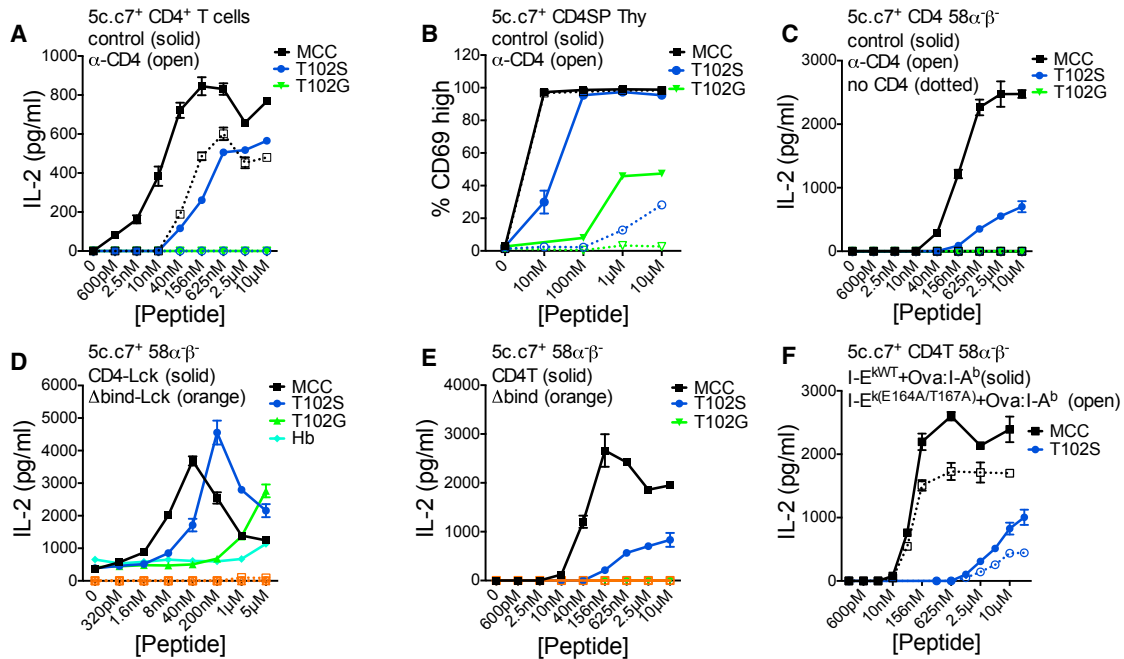 A
5c.c7⁺ CD4⁺ T cells
control (solid)
α-CD4 (open)
MCC
T102S
T102G
IL-2 (pg/ml)
1000
800
600
400
200
0
0 600pM 2.5nM 10nM 40nM 156nM 625nM 2.5µM 10µM
[Peptide]
B
5c.c7⁺ CD4SP Thy
control (solid)
α-CD4 (open)
MCC
T102S
T102G
% CD69 high
120
100
80
60
40
20
0
0 10nM 100nM 1µM 10µM
[Peptide]
C
5c.c7⁺ CD4 58α⁻β⁻
control (solid)
α-CD4 (open)
no CD4 (dotted)
MCC
T102S
T102G
IL-2 (pg/ml)
3000
2000
1000
0
0 600pM 2.5nM 10nM 40nM 156nM 625nM 2.5µM 10µM
[Peptide]
D
5c.c7⁺ 58α⁻β⁻
CD4-Lck (solid)
Δbind-Lck (orange)
MCC
T102S
T102G
Hb
IL-2 (pg/ml)
6000
5000
4000
3000
2000
1000
0
0 320pM 1.6nM 8nM 40nM 200nM 1µM 5µM
[Peptide]
E
5c.c7⁺ 58α⁻β⁻
CD4T (solid)
Δbind (orange)
MCC
T102S
T102G
IL-2 (pg/ml)
4000
3000
2000
1000
0
0 600pM 2.5nM 10nM 40nM 156nM 625nM 2.5µM 10µM
[Peptide]
F
5c.c7⁺ CD4T 58α⁻β⁻
I-Eᵏᵂᵀ+Ova:I-Aᵇ(solid)
I-Eᵏ⁽ᴱ¹⁶⁴ᴬ/ᵀ¹⁶⁷ᴬ⁾+Ova:I-Aᵇ (open)
MCC
T102S
IL-2 (pg/ml)
3000
2000
1000
0
600pM 10nM 156nM 625nM 2.5µM 10µM
[Peptide]